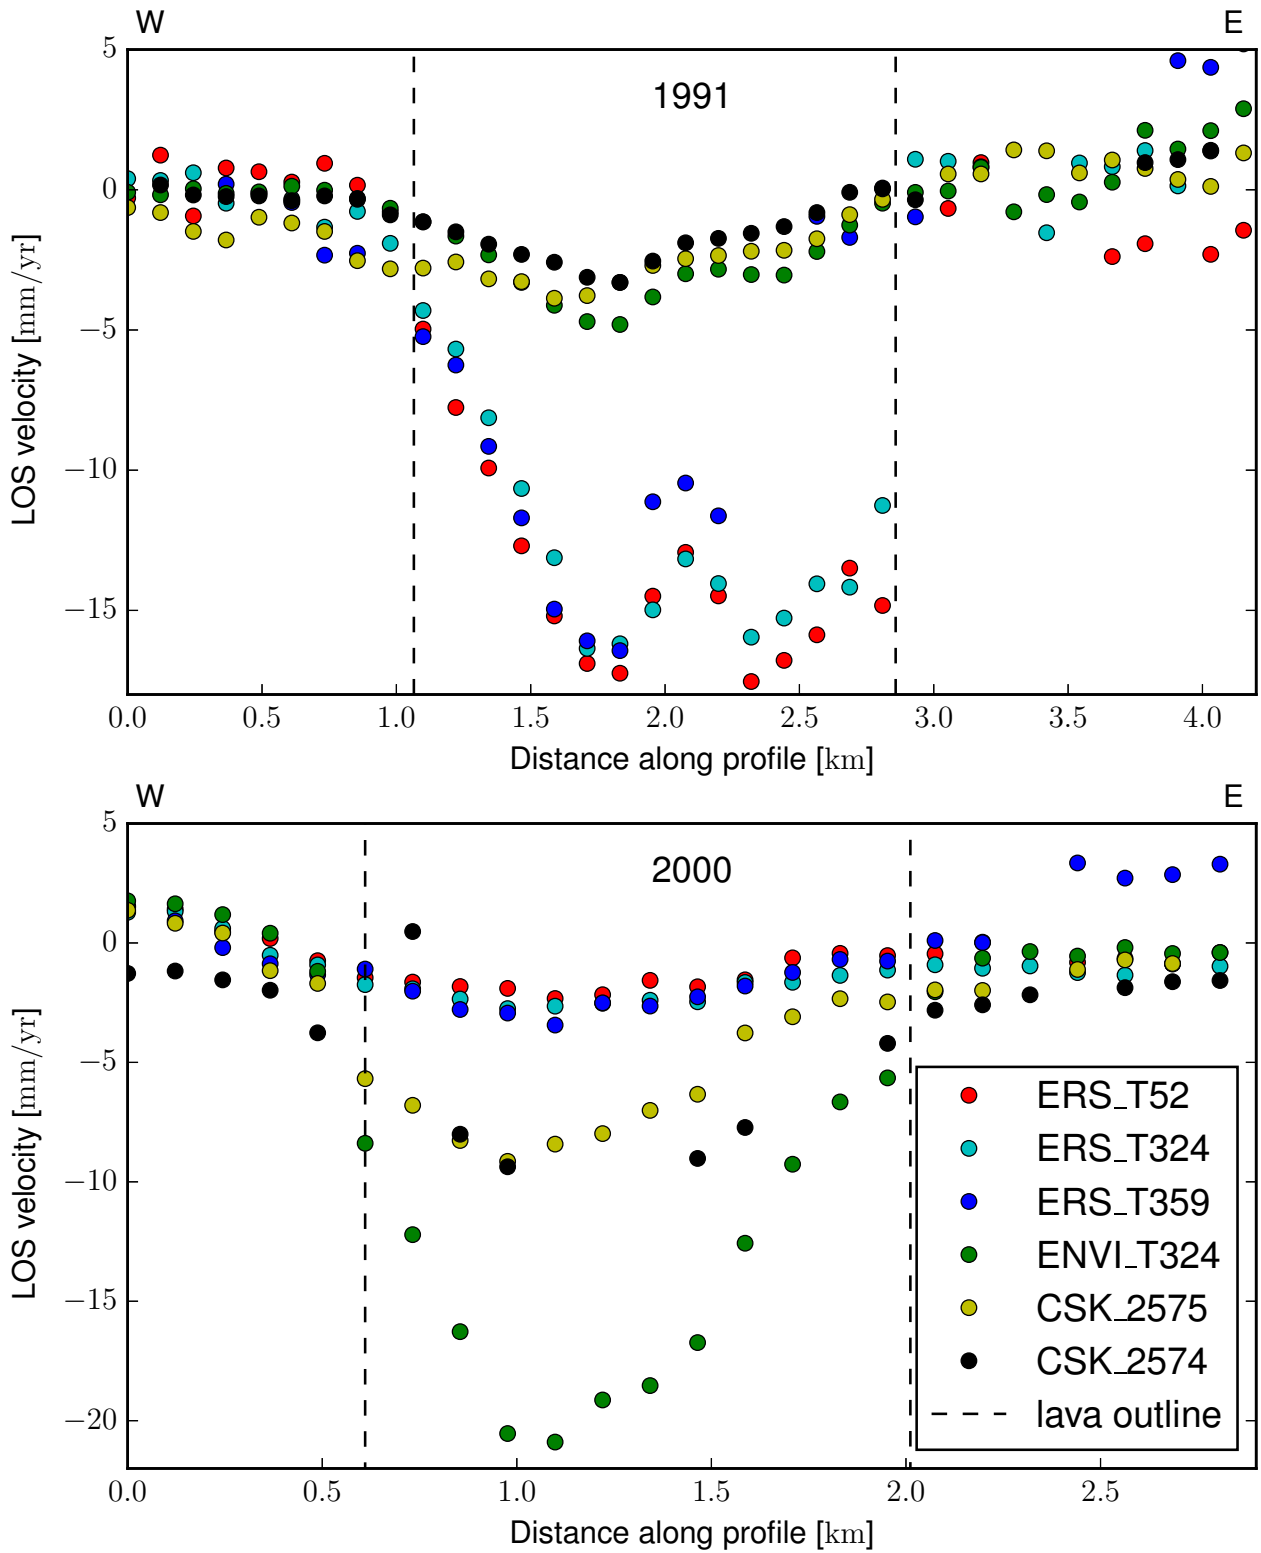 W E
5
1991
0
−5
−10
−15
LOS velocity [mm/yr]
0.0 0.5 1.0 1.5 2.0 2.5 3.0 3.5 4.0
Distance along profile [km]
W E
5
2000
0
−5
−10
−15
−20
LOS velocity [mm/yr]
ERS_T52
ERS_T324
ERS_T359
ENVI_T324
CSK_2575
CSK_2574
lava outline
0.0 0.5 1.0 1.5 2.0 2.5
Distance along profile [km]